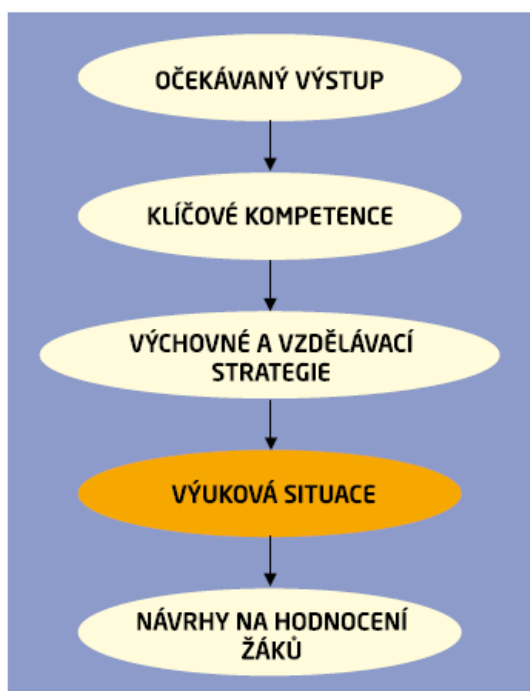 OČEKÁVANÝ VÝSTUP
KLÍČOVÉ KOMPETENCE
VÝCHOVNÉ A VZDĚLÁVACÍ
STRATEGIE
VÝUKOVÁ SITUACE
NÁVRHY NA HODNOCENÍ
ŽÁKŮ